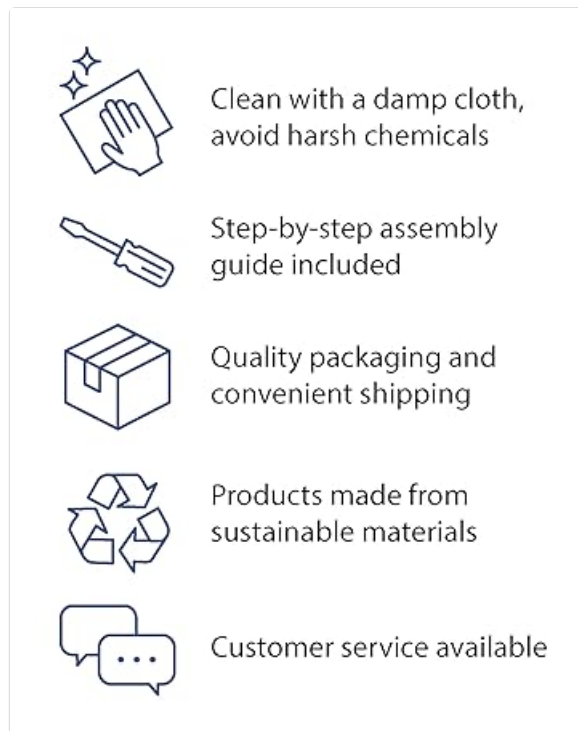 Clean with a damp cloth,
avoid harsh chemicals
Step-by-step assembly
guide included
Quality packaging and
convenient shipping
Products made from
sustainable materials
Customer service available